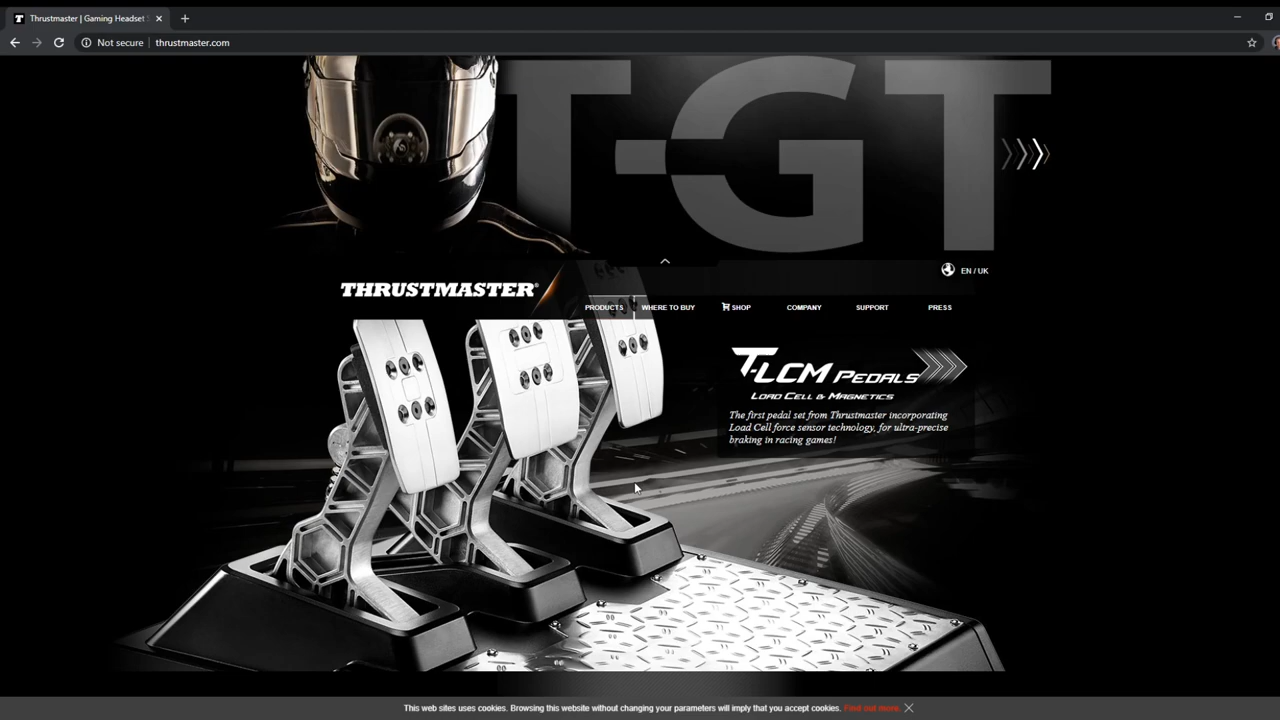 Thrustmaster | Gaming Headset
Not secure
thrustmaster.com
T-GT
EN / UK
THRUSTMASTER®
PRODUCTS
WHERE TO BUY
SHOP
COMPANY
SUPPORT
PRESS
T-LCM PEDALS
LOAD CELL & MAGNETICS
The first pedal set from Thrustmaster incorporating
Load Cell force sensor technology, for ultra-precise
braking in racing games!
This web sites uses cookies. Browsing this website without changing your parameters will imply that you accept cookies. Find out more.